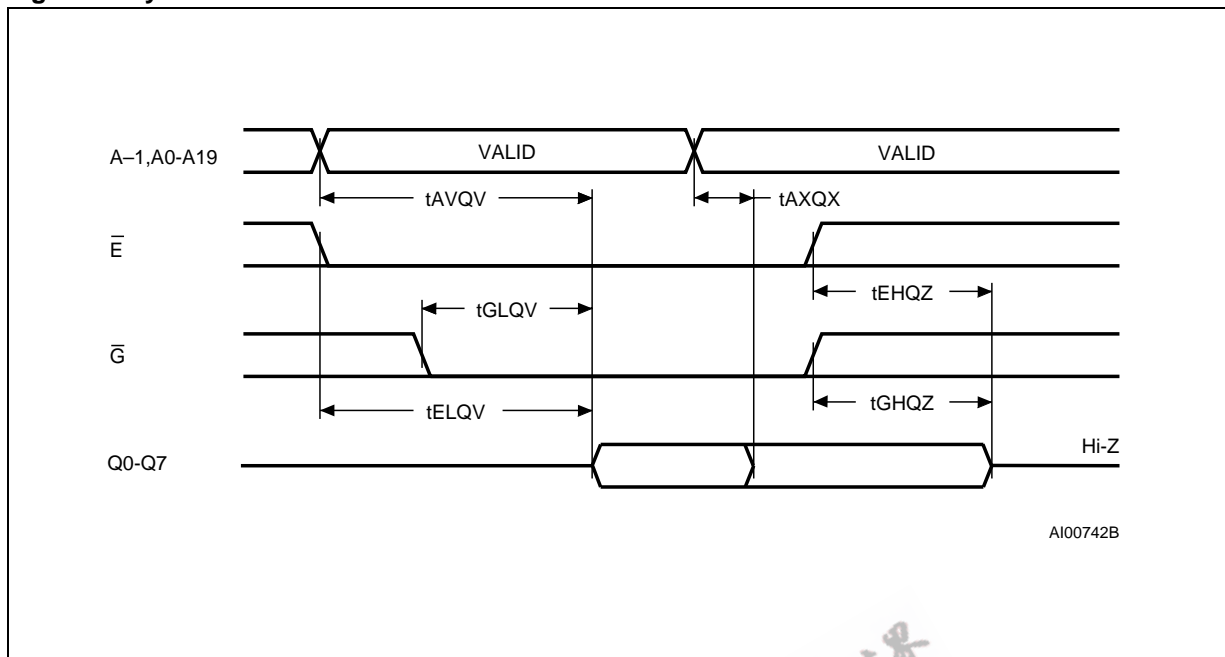 A–1,A0-A19
VALID
VALID
tAVQV
tAXQX
E̅
tEHQZ
tGLQV
G̅
tGHQZ
tELQV
Hi-Z
Q0-Q7
AI00742B